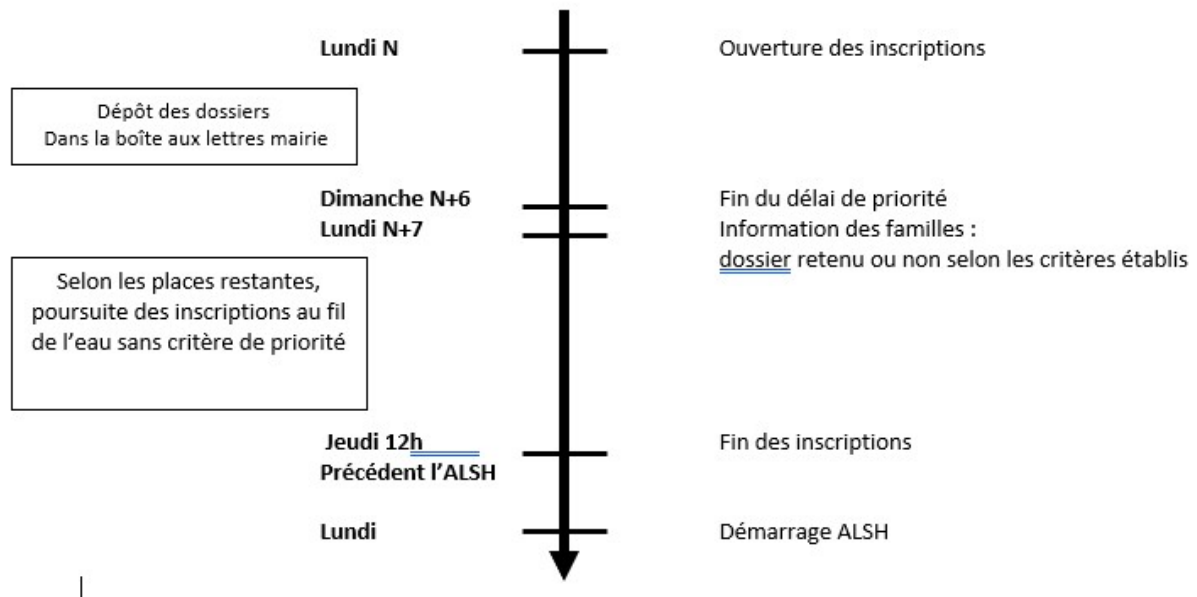 Lundi N
Ouverture des inscriptions
Dépôt des dossiers
Dans la boîte aux lettres mairie
Dimanche N+6
Fin du délai de priorité
Lundi N+7
Information des familles :
dossier retenu ou non selon les critères établis
Selon les places restantes,
poursuite des inscriptions au fil
de l’eau sans critère de priorité
Jeudi 12h
Fin des inscriptions
Précédent l’ALSH
Lundi
Démarrage ALSH